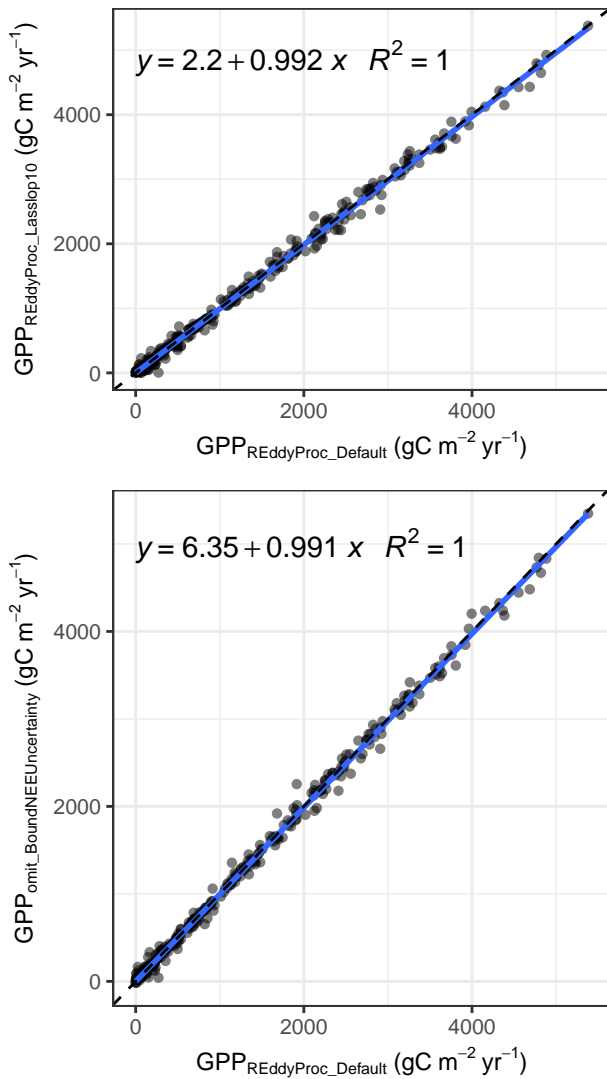 y = 2.2 + 0.992 x R² = 1
4000
2000
0
GPP_REddyProc_Lasslop10 (gC m⁻² yr⁻¹)
0 2000 4000
GPP_REddyProc_Default (gC m⁻² yr⁻¹)
y = 6.35 + 0.991 x R² = 1
4000
2000
0
GPP_omit_BoundNEEUncertainty (gC m⁻² yr⁻¹)
0 2000 4000
GPP_REddyProc_Default (gC m⁻² yr⁻¹)